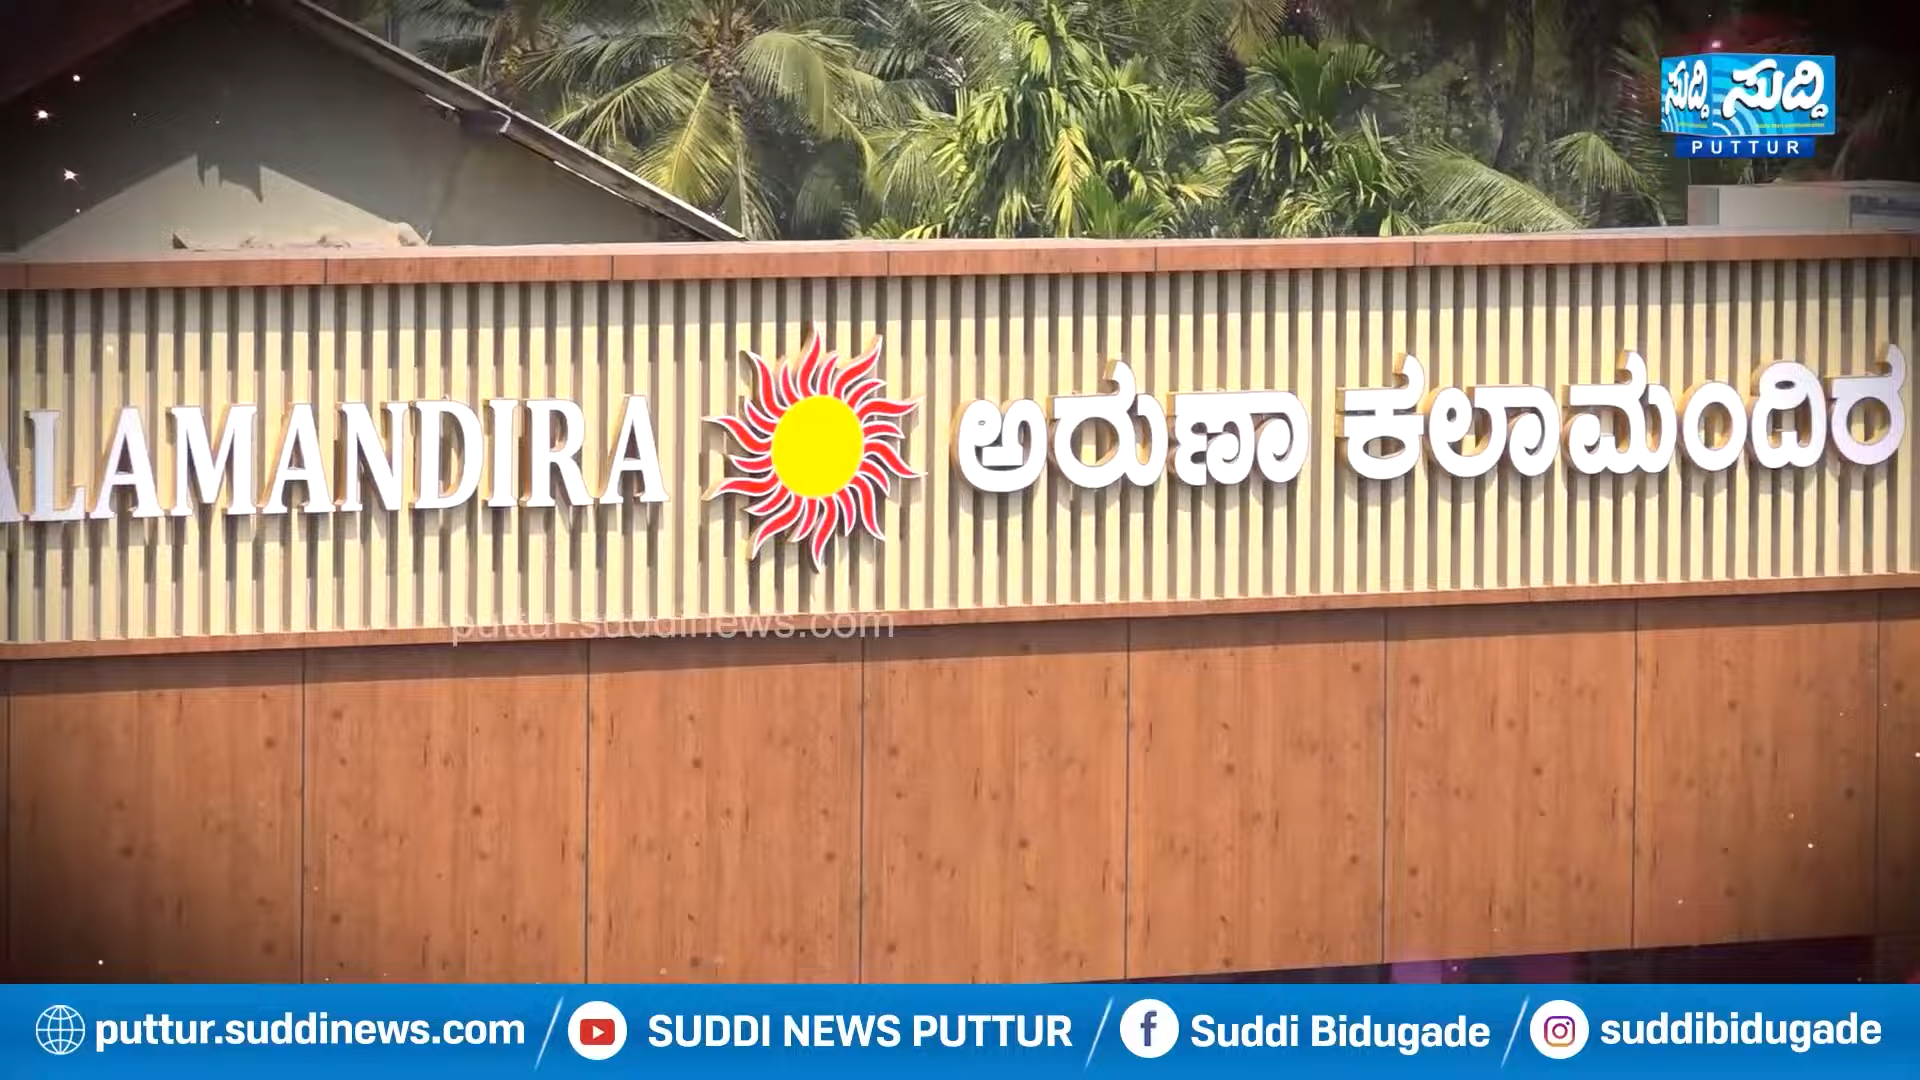 ಸುದ್ದಿ ಸುದ್ದಿ
PUTTUR
ALAMANDIRA ಅರುಣಾ ಕಲಾಮಂದಿರ
puttur.suddinews.com
puttur.suddinews.com SUDDI NEWS PUTTUR Suddi Bidugade suddibidugade